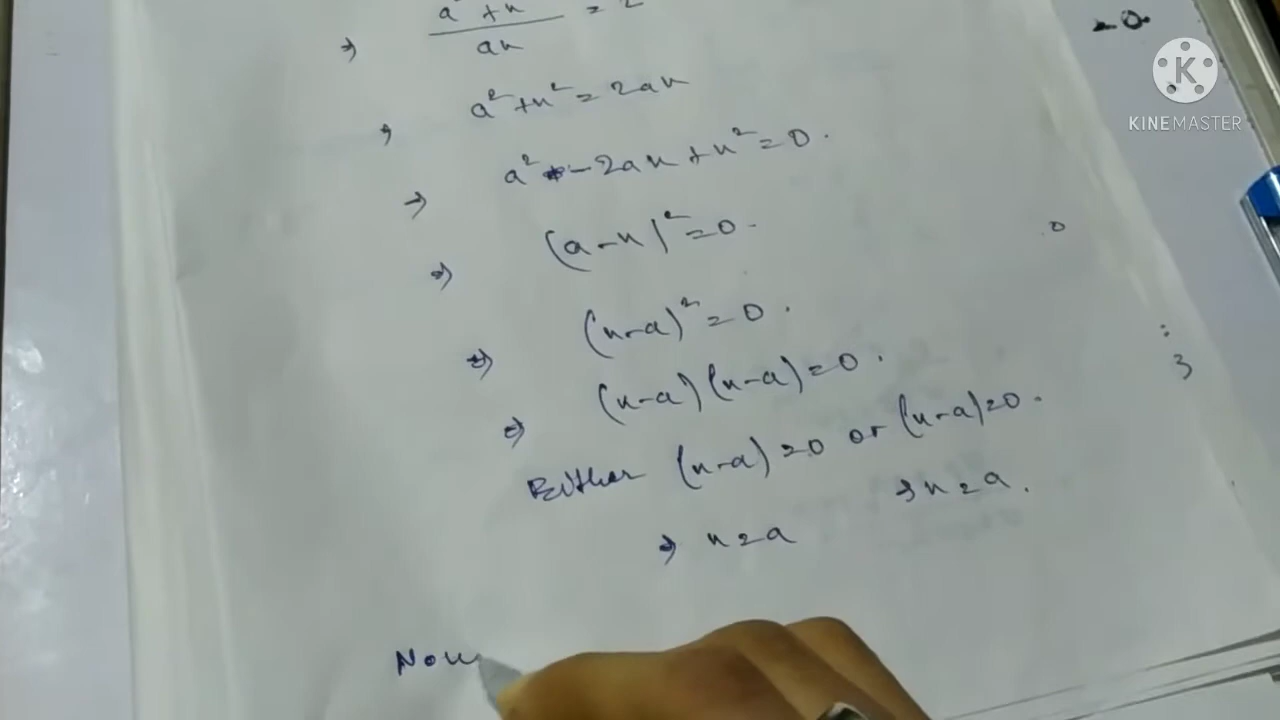 ⇒ a² + x² / ax = 2
⇒ a² + x² = 2ax
⇒ a² - 2ax + x² = 0.
⇒ (a - x)² = 0.
⇒ (x - a)² = 0.
⇒ (x - a)(x - a) = 0.
Either (x - a) = 0 or (x - a) = 0.
⇒ x = a ⇒ x = a.
Now
KINEMASTER